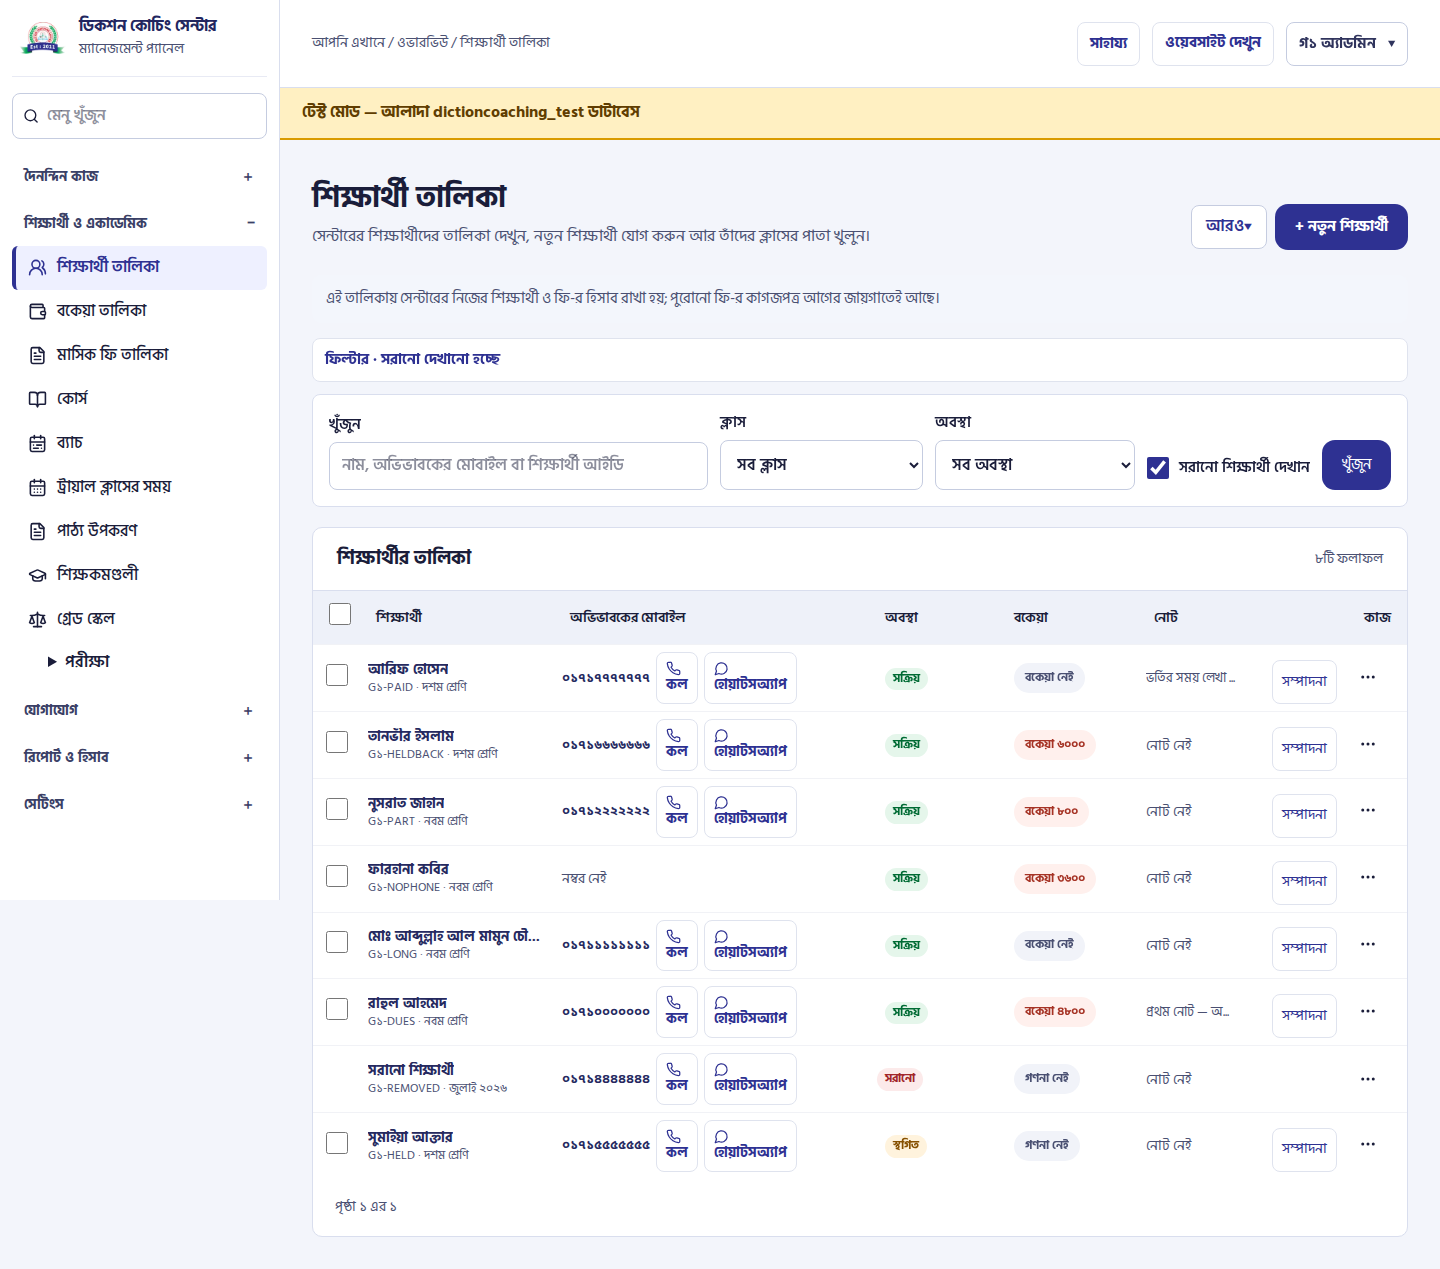 ডিকশন কোচিং সেন্টার
ম্যানেজমেন্ট প্যানেল
মেনু খুঁজুন
দৈনন্দিন কাজ +
শিক্ষার্থী ও একাডেমিক −
শিক্ষার্থী তালিকা
বকেয়া তালিকা
মাসিক ফি তালিকা
কোর্স
ব্যাচ
ট্রায়াল ক্লাসের সময়
পাঠ্য উপকরণ
শিক্ষকমণ্ডলী
গ্রেড স্কেল
▶ পরীক্ষা
যোগাযোগ +
রিপোর্ট ও হিসাব +
সেটিংস +
আপনি এখানে / ওভারভিউ / শিক্ষার্থী তালিকা
সাহায্য
ওয়েবসাইট দেখুন
গ১ অ্যাডমিন ▾
টেস্ট মোড — আলাদা dictioncoaching_test ডাটাবেস
শিক্ষার্থী তালিকা
সেন্টারের শিক্ষার্থীদের তালিকা দেখুন, নতুন শিক্ষার্থী যোগ করুন আর তাঁদের ক্লাসের পাতা খুলুন।
আরও▾
+ নতুন শিক্ষার্থী
এই তালিকায় সেন্টারের নিজের শিক্ষার্থী ও ফি-র হিসাব রাখা হয়; পুরোনো ফি-র কাগজপত্র আগের জায়গাতেই আছে।
ফিল্টার · সরানো দেখানো হচ্ছে
খুঁজুন ক্লাস অবস্থা
নাম, অভিভাবকের মোবাইল বা শিক্ষার্থী আইডি সব ক্লাস সব অবস্থা সরানো শিক্ষার্থী দেখান খুঁজুন
শিক্ষার্থীর তালিকা ৮টি ফলাফল
শিক্ষার্থী অভিভাবকের মোবাইল অবস্থা বকেয়া নোট কাজ
আরিফ হোসেন
G১-PAID · দশম শ্রেণি
০১৭১৭৭৭৭৭৭৭ কল হোয়াটসঅ্যাপ সক্রিয় বকেয়া নেই ভর্তির সময় লেখা ... সম্পাদনা ···
তানভীর ইসলাম
G১-HELDBACK · দশম শ্রেণি
০১৭১৬৬৬৬৬৬৬ কল হোয়াটসঅ্যাপ সক্রিয় বকেয়া ৬০০০ নোট নেই সম্পাদনা ···
নুসরাত জাহান
G১-PART · নবম শ্রেণি
০১৭১২২২২২২২ কল হোয়াটসঅ্যাপ সক্রিয় বকেয়া ৮০০ নোট নেই সম্পাদনা ···
ফারহানা কবির
G১-NOPHONE · নবম শ্রেণি
নম্বর নেই সক্রিয় বকেয়া ৩৬০০ নোট নেই সম্পাদনা ···
মোঃ আব্দুল্লাহ আল মামুন চৌ...
G১-LONG · নবম শ্রেণি
০১৭১১১১১১১১ কল হোয়াটসঅ্যাপ সক্রিয় বকেয়া নেই নোট নেই সম্পাদনা ···
রাহুল আহমেদ
G১-DUES · নবম শ্রেণি
০১৭১০০০০০০০ কল হোয়াটসঅ্যাপ সক্রিয় বকেয়া ৪৮০০ প্রথম নোট — অ... সম্পাদনা ···
সরানো শিক্ষার্থী
G১-REMOVED · জুলাই ২০২৬
০১৭১৪৪৪৪৪৪৪ কল হোয়াটসঅ্যাপ সরানো গণনা নেই নোট নেই ···
সুমাইয়া আক্তার
G১-HELD · দশম শ্রেণি
০১৭১৫৫৫৫৫৫৫ কল হোয়াটসঅ্যাপ স্থগিত গণনা নেই নোট নেই সম্পাদনা ···
পৃষ্ঠা ১ এর ১